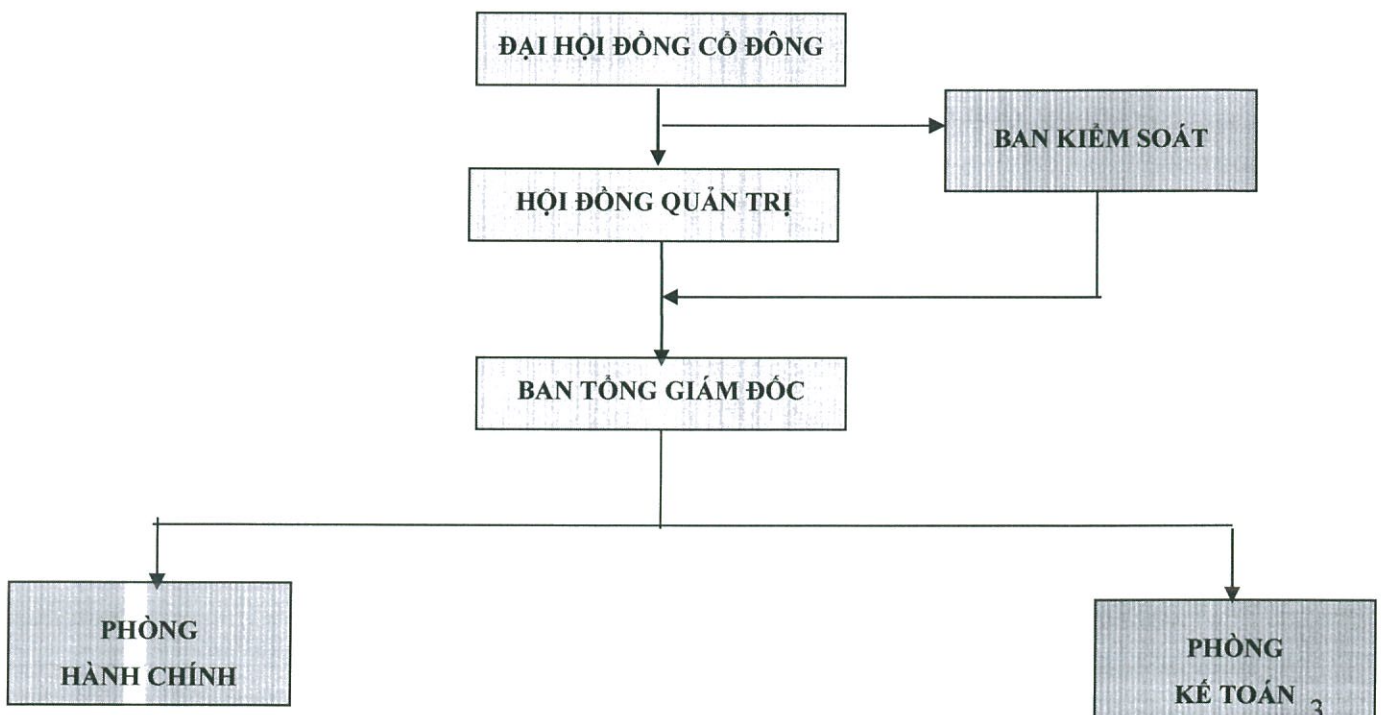 ĐẠI HỘI ĐỒNG CỔ ĐÔNG
BAN KIỂM SOÁT
HỘI ĐỒNG QUẢN TRỊ
BAN TỔNG GIÁM ĐỐC
PHÒNG
HÀNH CHÍNH
PHÒNG
KẾ TOÁN
3